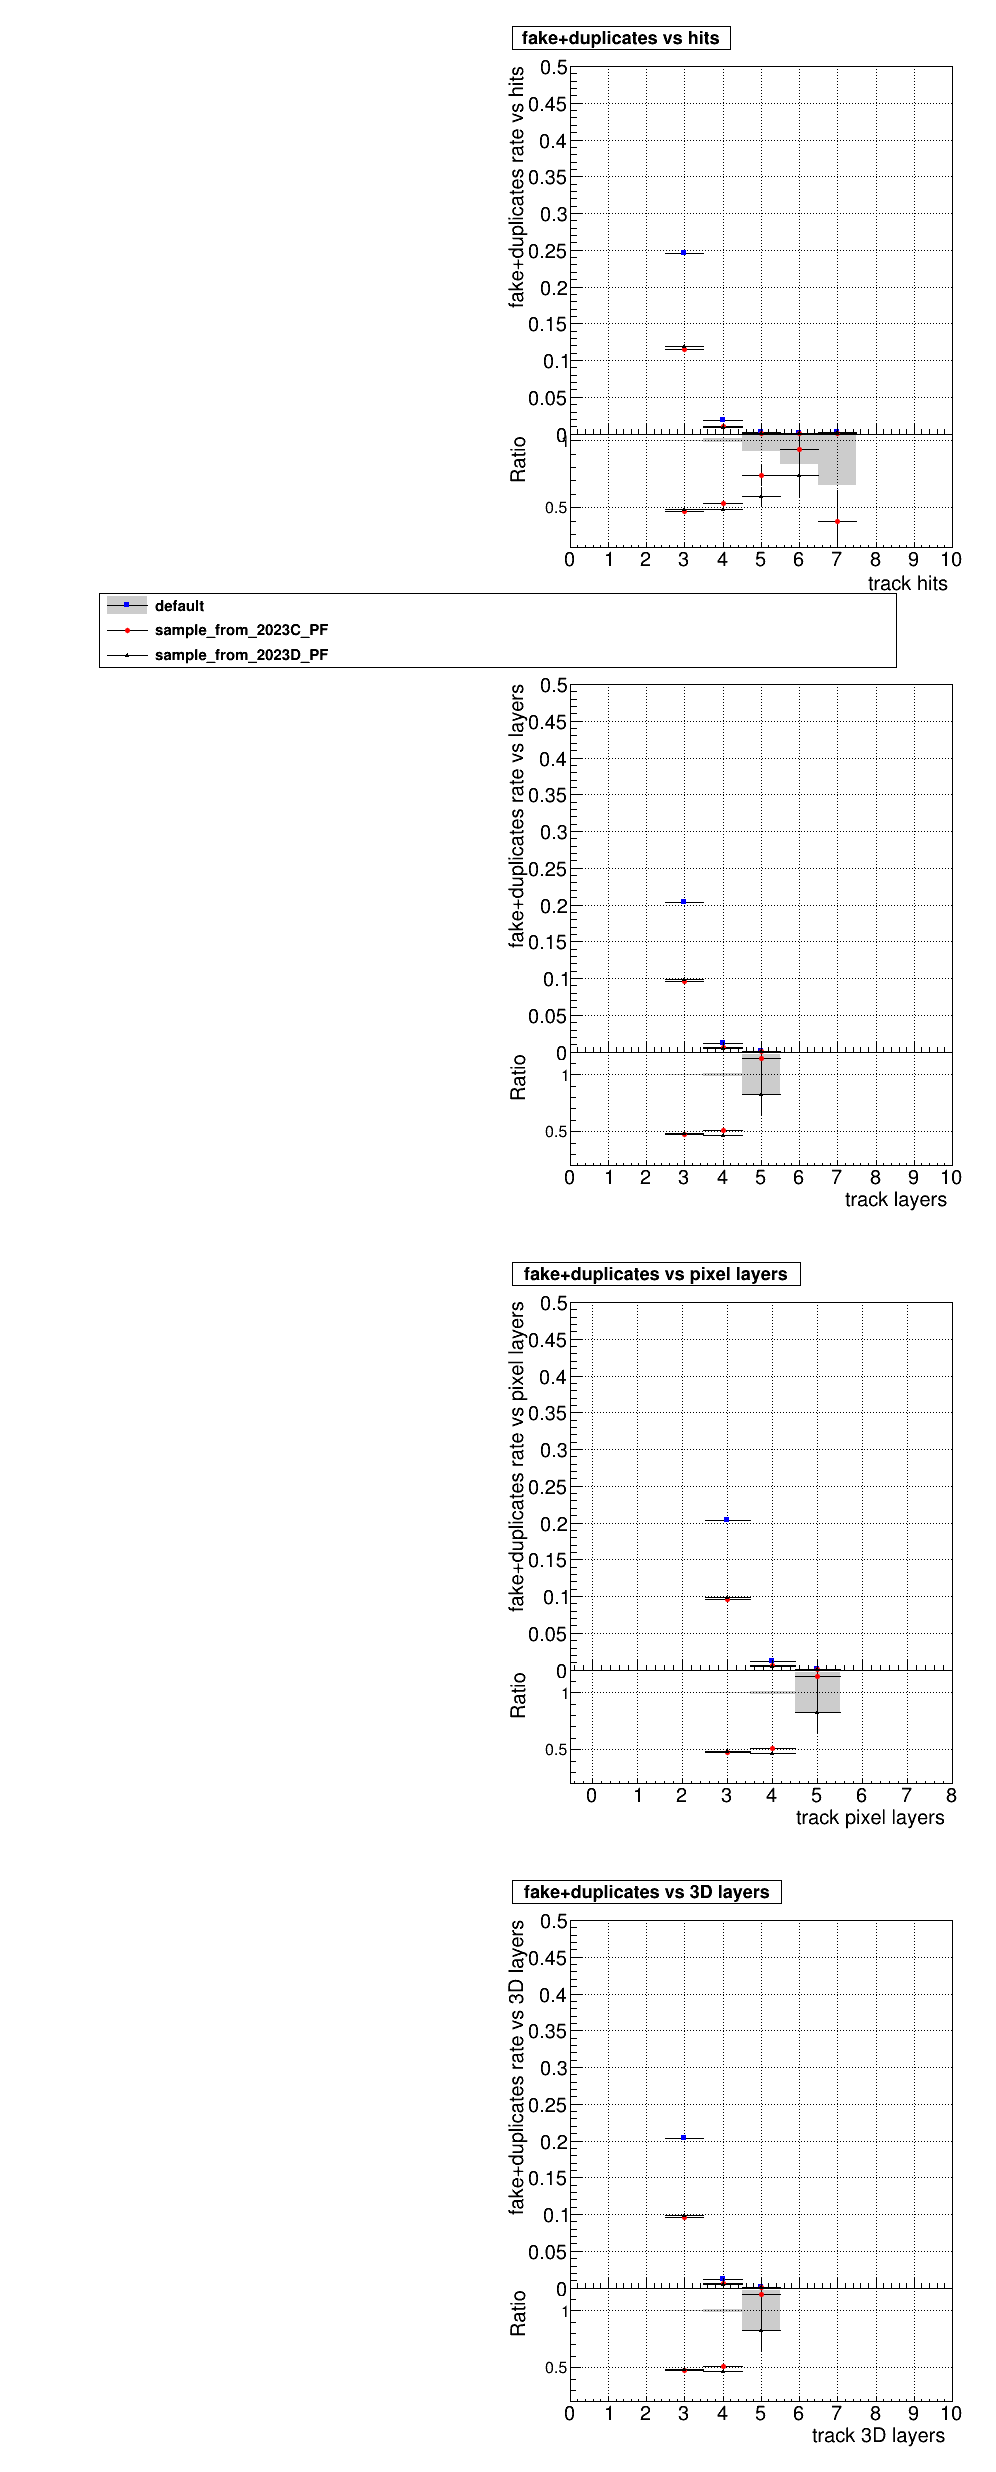 fake+duplicates vs hits
fake+duplicates rate vs hits
0.5
0.45
0.4
0.35
0.3
0.25
0.2
0.15
0.1
0.05
0
Ratio
1
0.5
0 1 2 3 4 5 6 7 8 9 10
track hits
default
sample_from_2023C_PF
sample_from_2023D_PF
fake+duplicates rate vs layers
0.5
0.45
0.4
0.35
0.3
0.25
0.2
0.15
0.1
0.05
0
Ratio
1
0.5
0 1 2 3 4 5 6 7 8 9 10
track layers
fake+duplicates vs pixel layers
fake+duplicates rate vs pixel layers
0.5
0.45
0.4
0.35
0.3
0.25
0.2
0.15
0.1
0.05
0
Ratio
1
0.5
0 1 2 3 4 5 6 7 8
track pixel layers
fake+duplicates vs 3D layers
fake+duplicates rate vs 3D layers
0.5
0.45
0.4
0.35
0.3
0.25
0.2
0.15
0.1
0.05
0
Ratio
1
0.5
0 1 2 3 4 5 6 7 8 9 10
track 3D layers